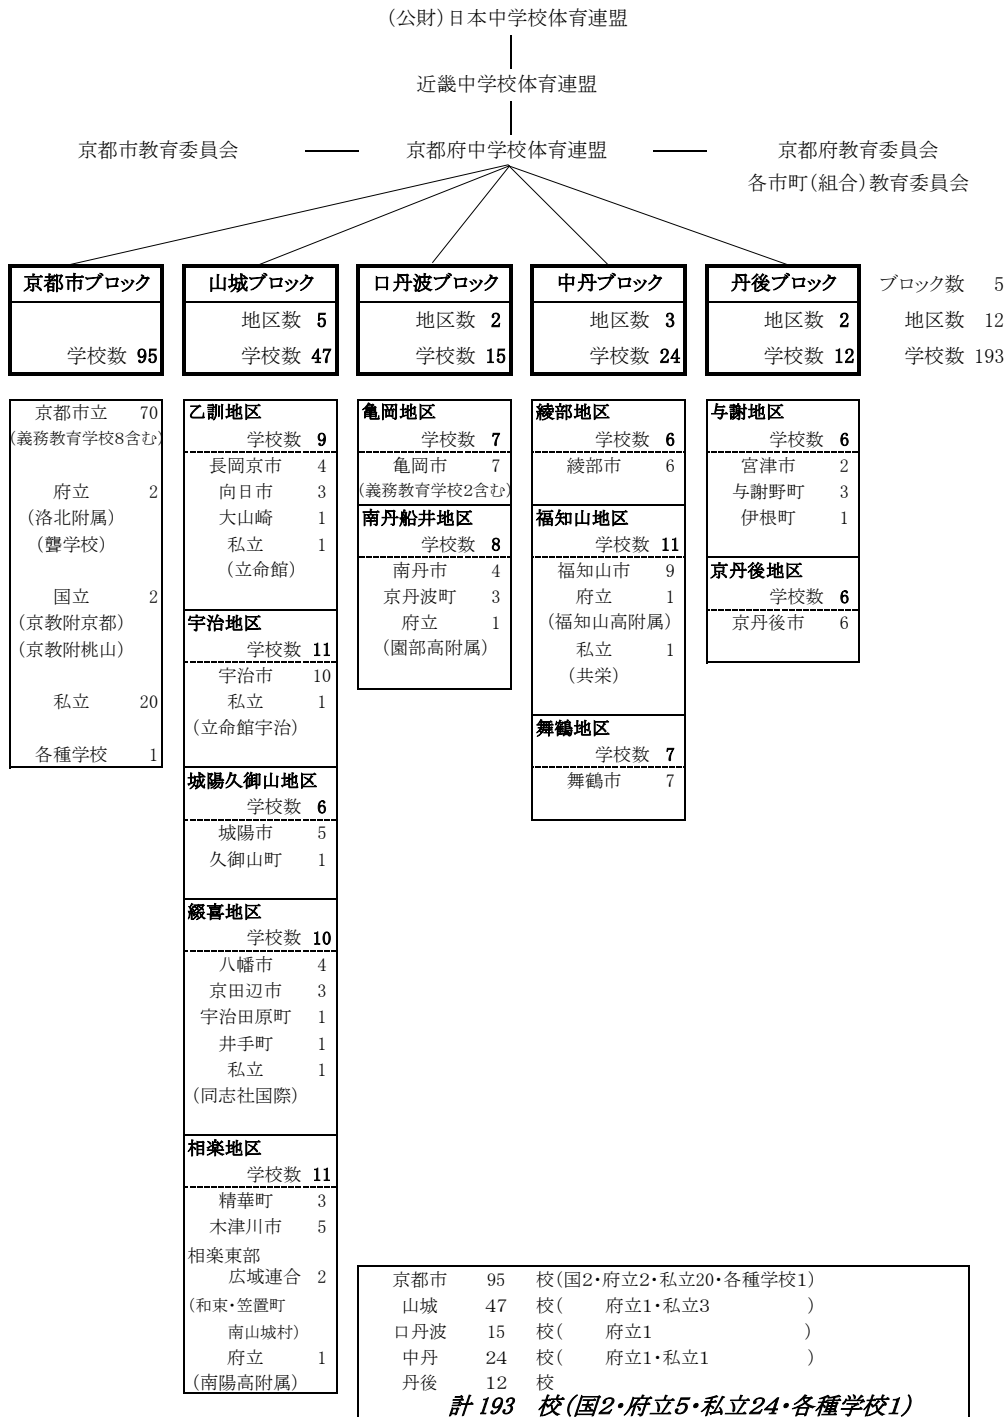 (公財)日本中学校体育連盟
近畿中学校体育連盟
京都市教育委員会 京都府中学校体育連盟 京都府教育委員会
各市町(組合)教育委員会
京都市ブロック
学校数 95
山城ブロック
地区数 5
学校数 47
口丹波ブロック
地区数 2
学校数 15
中丹ブロック
地区数 3
学校数 24
丹後ブロック
地区数 2
学校数 12
ブロック数 5
地区数 12
学校数 193
京都市立 70
(義務教育学校8含む)
府立 2
(洛北附属)
(聾学校)
国立 2
(京教附京都)
(京教附桃山)
私立 20
各種学校 1
乙訓地区
学校数 9
長岡京市 4
向日市 3
大山崎 1
私立 1
(立命館)
宇治地区
学校数 11
宇治市 10
私立 1
(立命館宇治)
城陽久御山地区
学校数 6
城陽市 5
久御山町 1
綴喜地区
学校数 10
八幡市 4
京田辺市 3
宇治田原町 1
井手町 1
私立 1
(同志社国際)
相楽地区
学校数 11
精華町 3
木津川市 5
相楽東部
広域連合 2
(和束・笠置町
南山城村)
府立 1
(南陽高附属)
亀岡地区
学校数 7
亀岡市 7
(義務教育学校2含む)
南丹船井地区
学校数 8
南丹市 4
京丹波町 3
府立 1
(園部高附属)
綾部地区
学校数 6
綾部市 6
福知山地区
学校数 11
福知山市 9
府立 1
(福知山高附属)
私立 1
(共栄)
舞鶴地区
学校数 7
舞鶴市 7
与謝地区
学校数 6
宮津市 2
与謝野町 3
伊根町 1
京丹後地区
学校数 6
京丹後市 6
京都市 95 校(国2・府立2・私立20・各種学校1)
山城 47 校( 府立1・私立3 )
口丹波 15 校( 府立1 )
中丹 24 校( 府立1・私立1 )
丹後 12 校
計 193 校(国2・府立5・私立24・各種学校1)